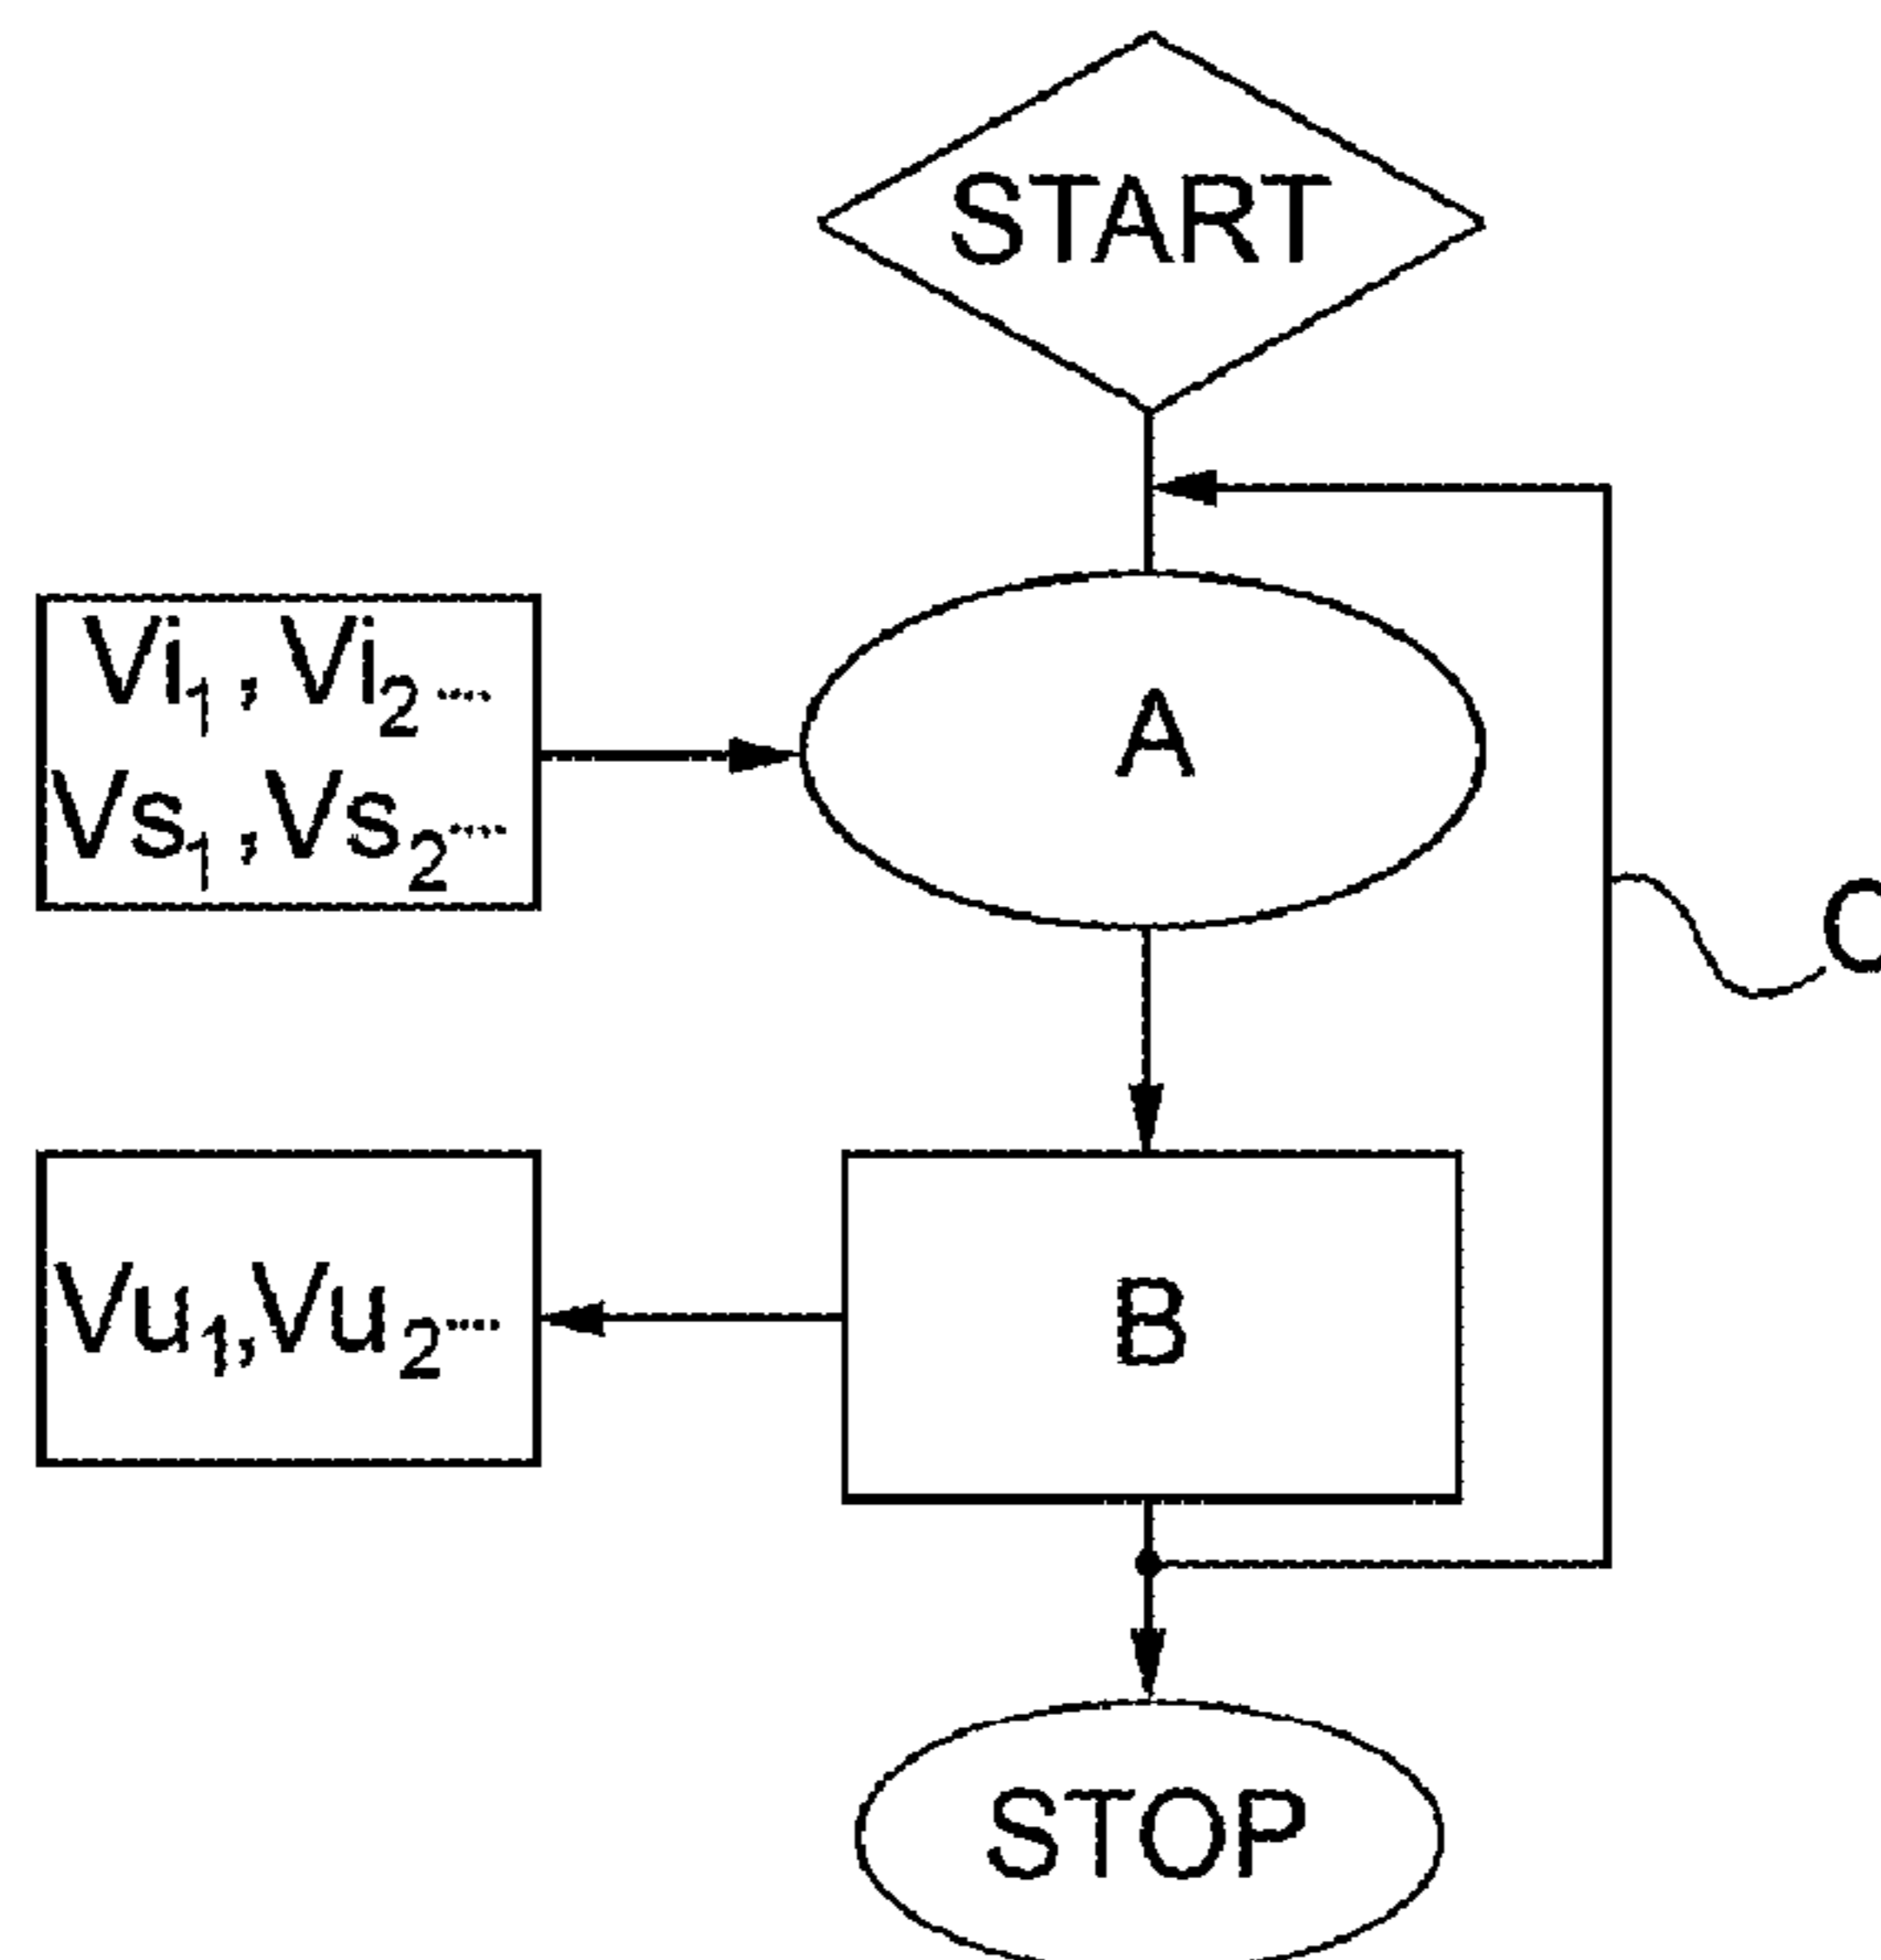 START
Vi₁,Vi₂....
Vs₁,Vs₂....
A
Vu₁,Vu₂....
B
STOP